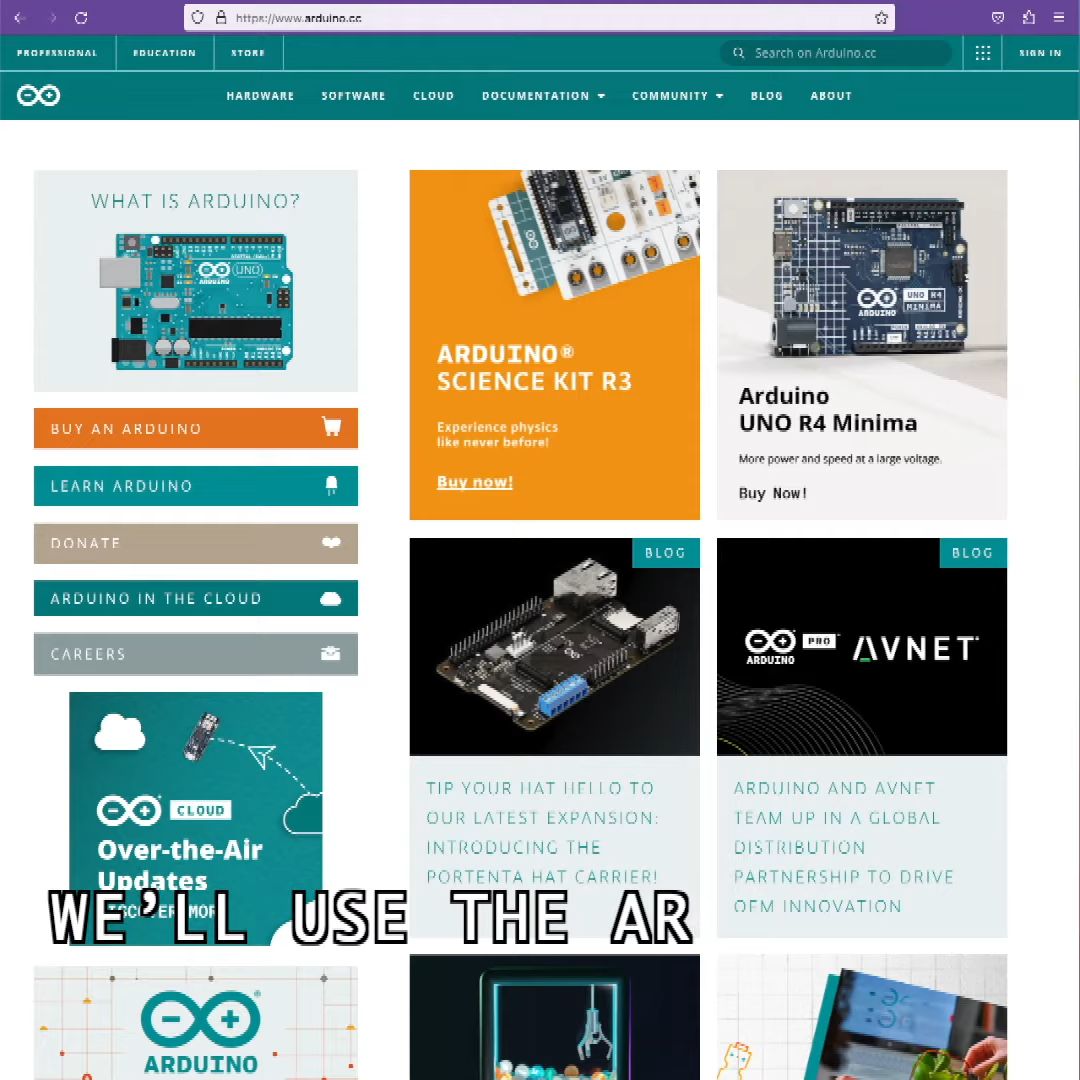 https://www.arduino.cc
PROFESSIONAL
EDUCATION
STORE
Search on Arduino.cc
SIGN IN
HARDWARE
SOFTWARE
CLOUD
DOCUMENTATION
COMMUNITY
BLOG
ABOUT
WHAT IS ARDUINO?
UNO
ARDUINO
BUY AN ARDUINO
LEARN ARDUINO
DONATE
ARDUINO IN THE CLOUD
CAREERS
CLOUD
Over-the-Air
Updates
ARDUINO
ARDUINO®
SCIENCE KIT R3
Experience physics
like never before!
Buy now!
ARDUINO
UNO R4
MINIMA
Arduino
UNO R4 Minima
More power and speed at a large voltage.
Buy Now!
BLOG
TIP YOUR HAT HELLO TO
OUR LATEST EXPANSION:
INTRODUCING THE
PORTENTA HAT CARRIER!
BLOG
ARDUINO
PRO
AVNET
ARDUINO AND AVNET
TEAM UP IN A GLOBAL
DISTRIBUTION
PARTNERSHIP TO DRIVE
OEM INNOVATION
WE'LL USE THE AR